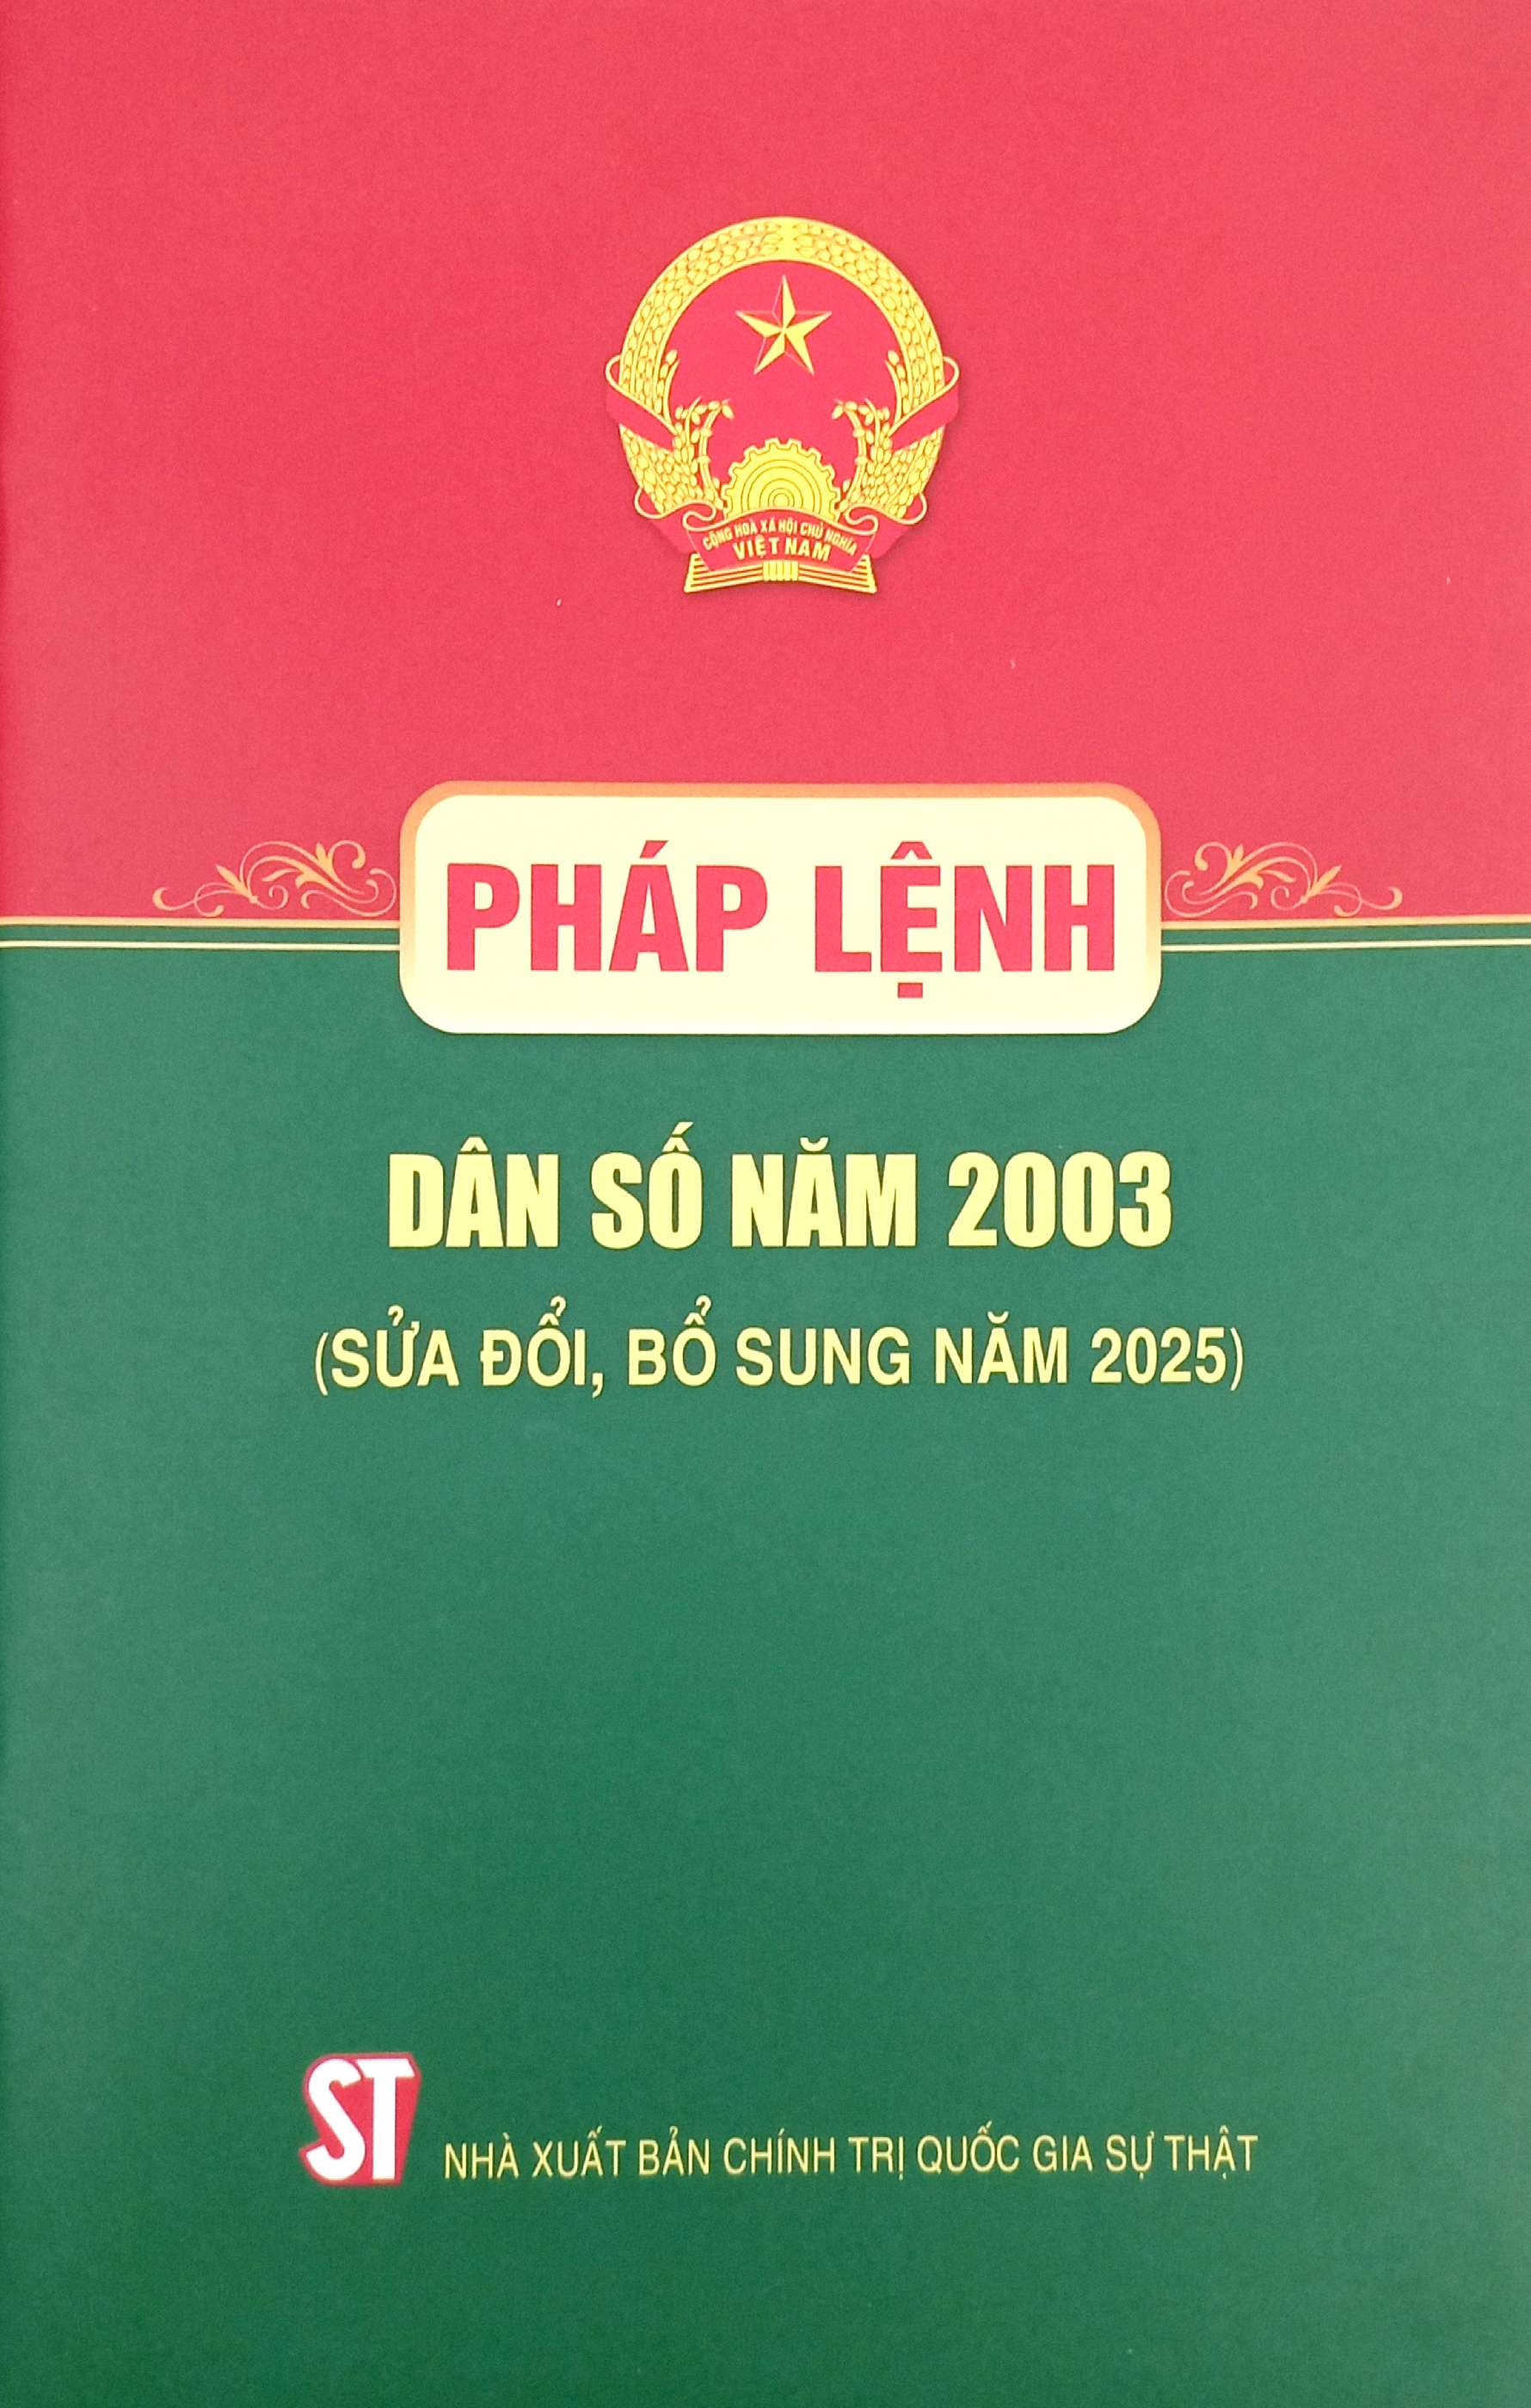 CỘNG HOÀ XÃ HỘI CHỦ NGHĨA
VIỆT NAM
PHÁP LỆNH
DÂN SỐ NĂM 2003
(SỬA ĐỔI, BỔ SUNG NĂM 2025)
ST
NHÀ XUẤT BẢN CHÍNH TRỊ QUỐC GIA SỰ THẬT